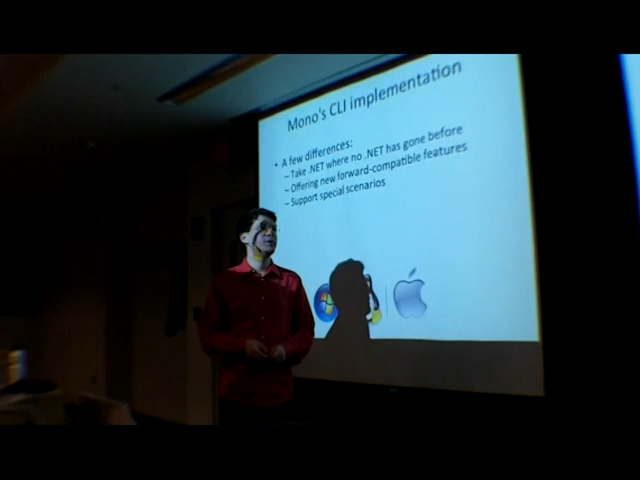 Mono's CLI implementation
• A few differences:
– Take .NET where no .NET has gone before
– Offering new forward-compatible features
– Support special scenarios